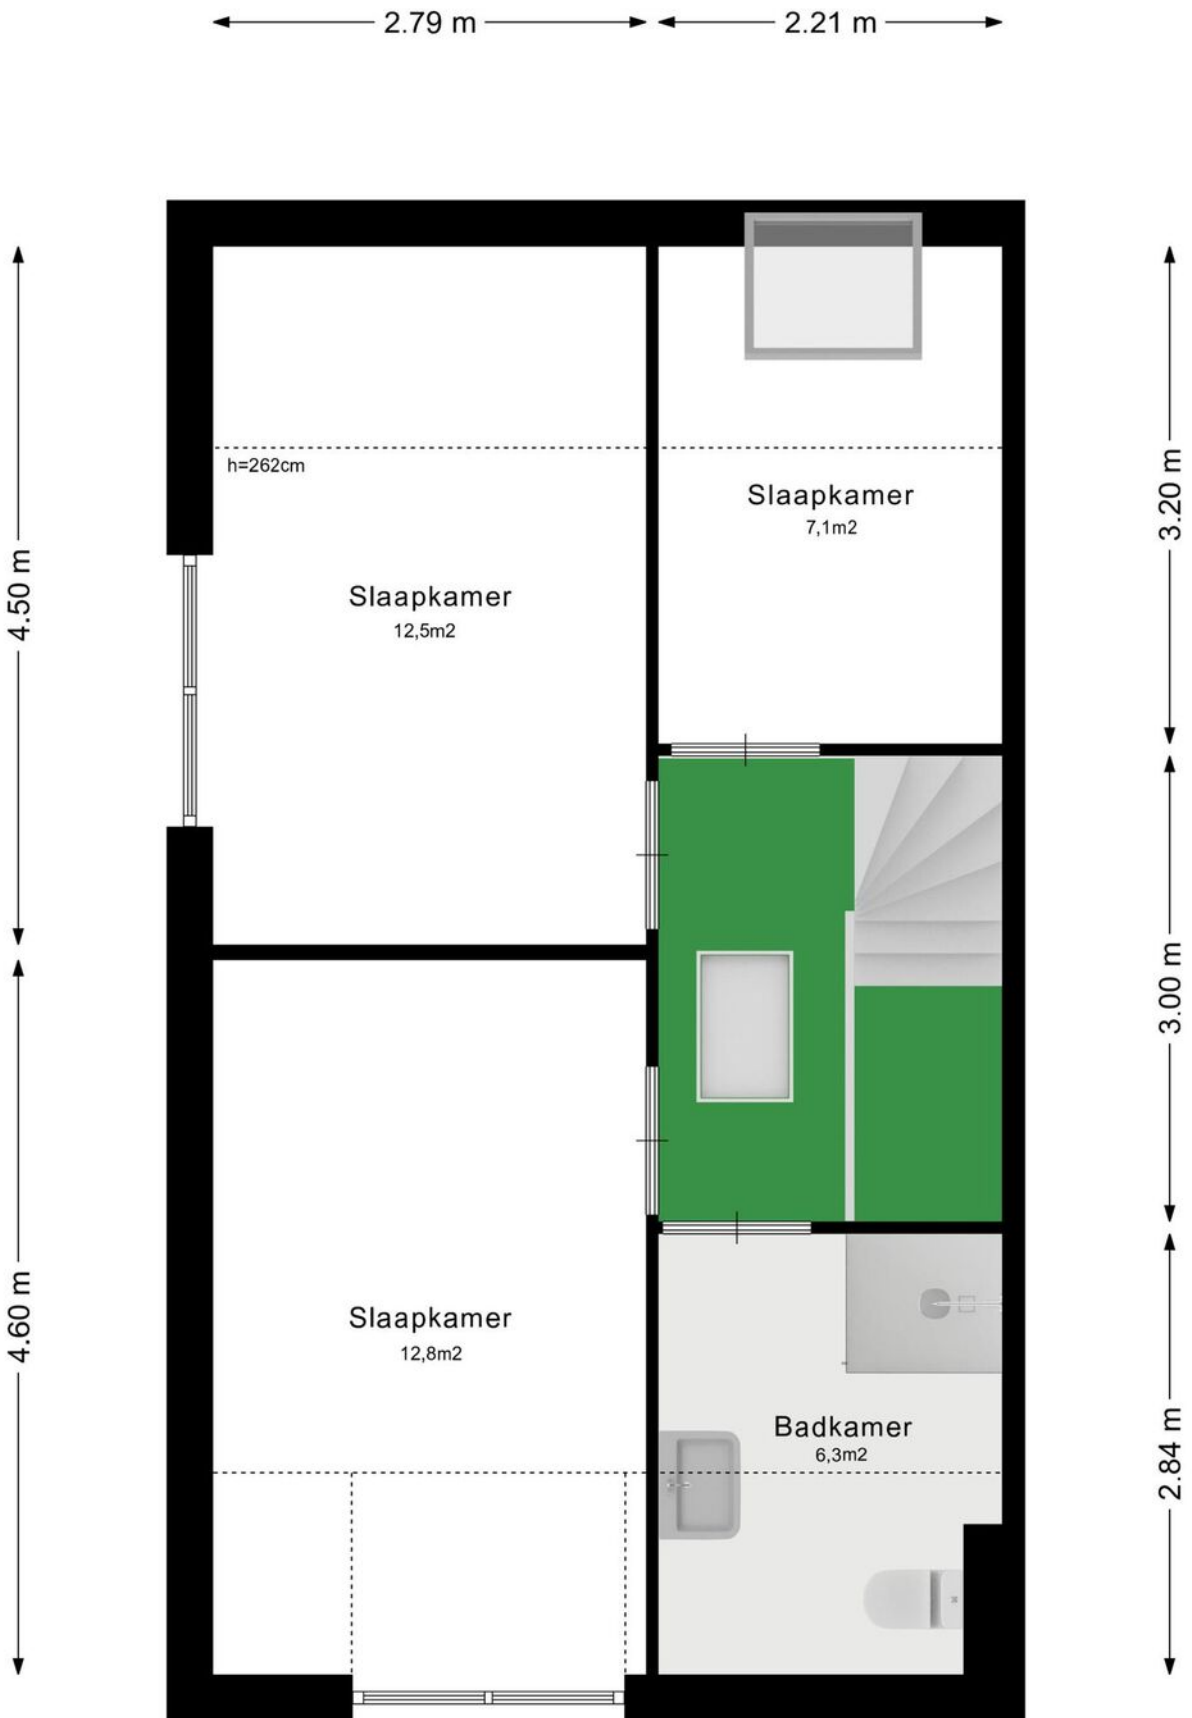 2.79 m
2.21 m
h=262cm
Slaapkamer
7,1m2
3.20 m
4.50 m
Slaapkamer
12,5m2
3.00 m
4.60 m
Slaapkamer
12,8m2
Badkamer
6,3m2
2.84 m